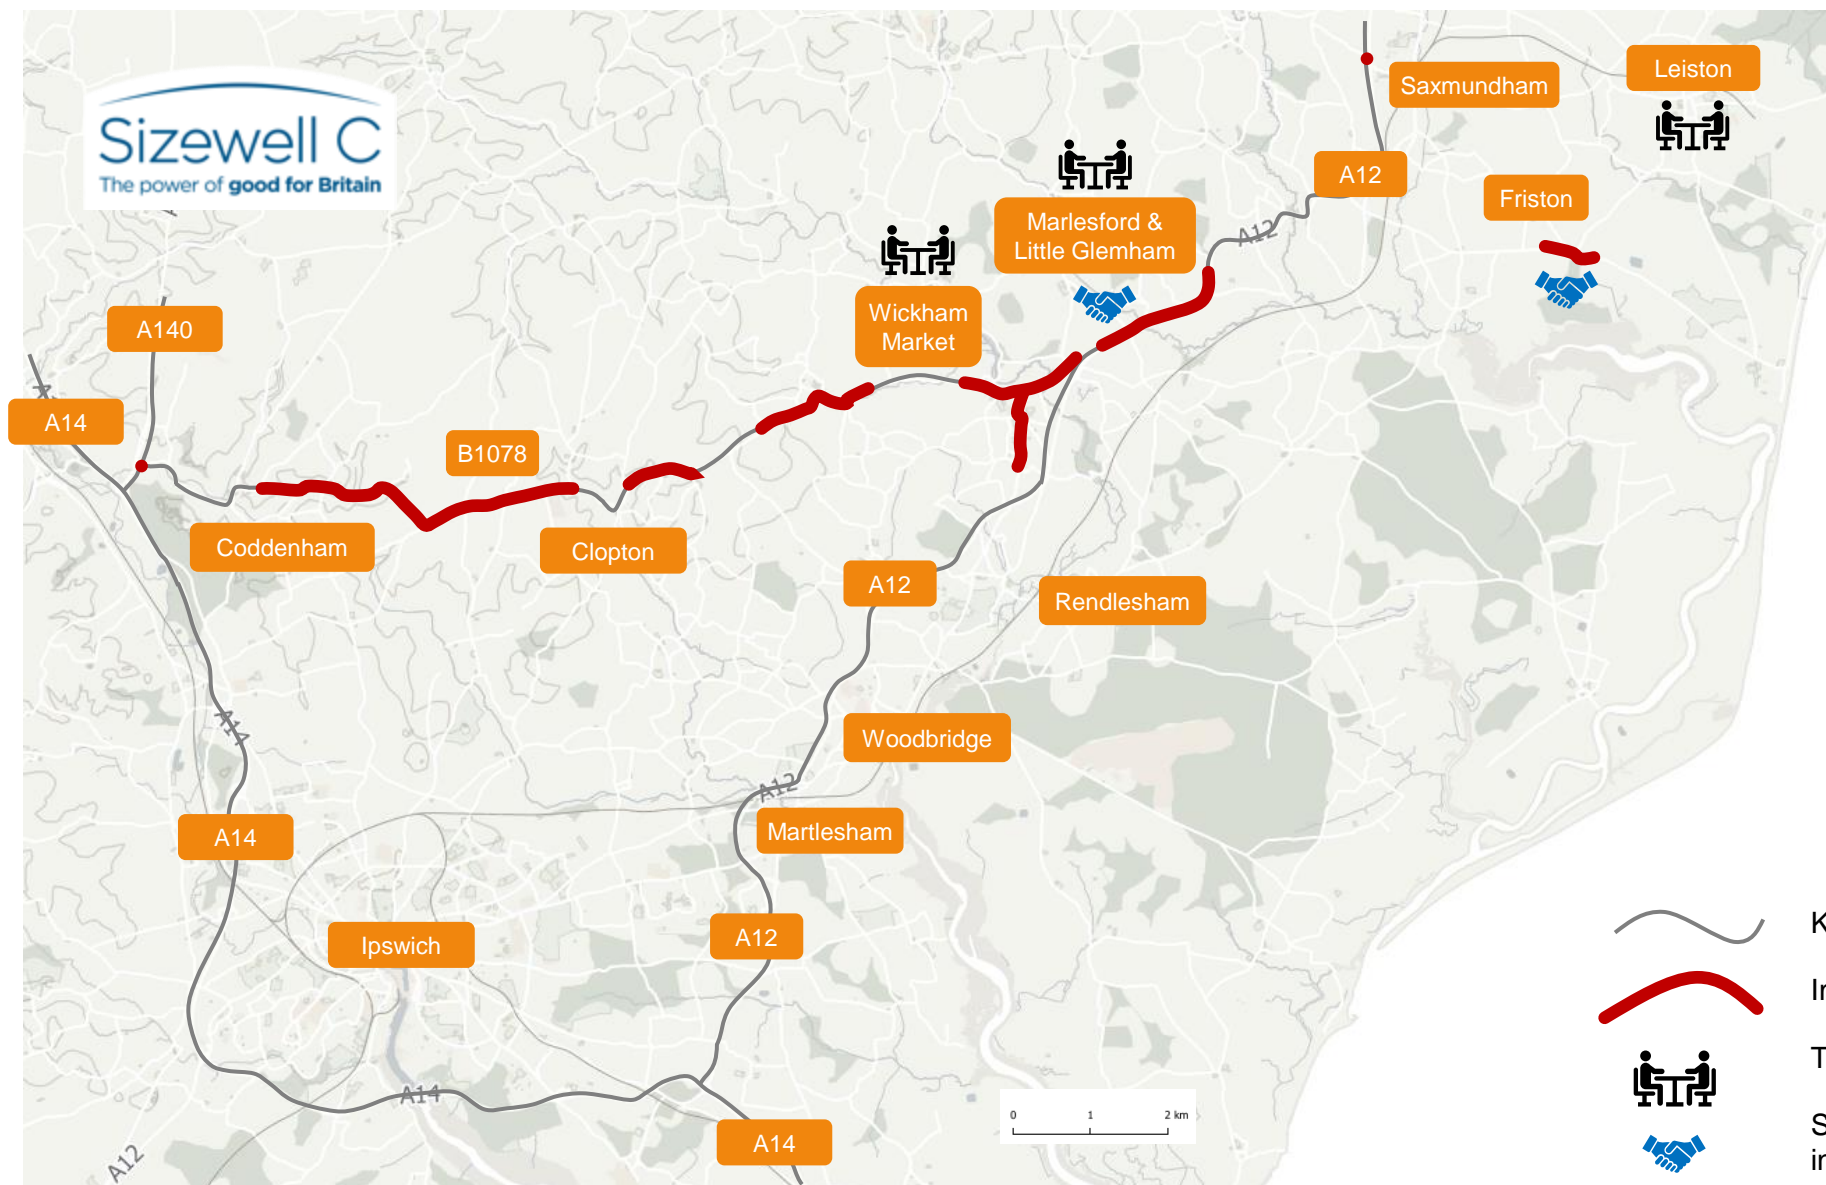 Sizewell C
The power of good for Britain
Saxmundham
Leiston
A12
Friston
Marlesford &
Little Glemham
A12
Wickham
Market
A140
A14
B1078
Coddenham
Clopton
A12
Rendlesham
A14
Woodbridge
A12
Martlesham
A14
Ipswich
A12
A14
A14
A12
0 1 2 km
K
T
S